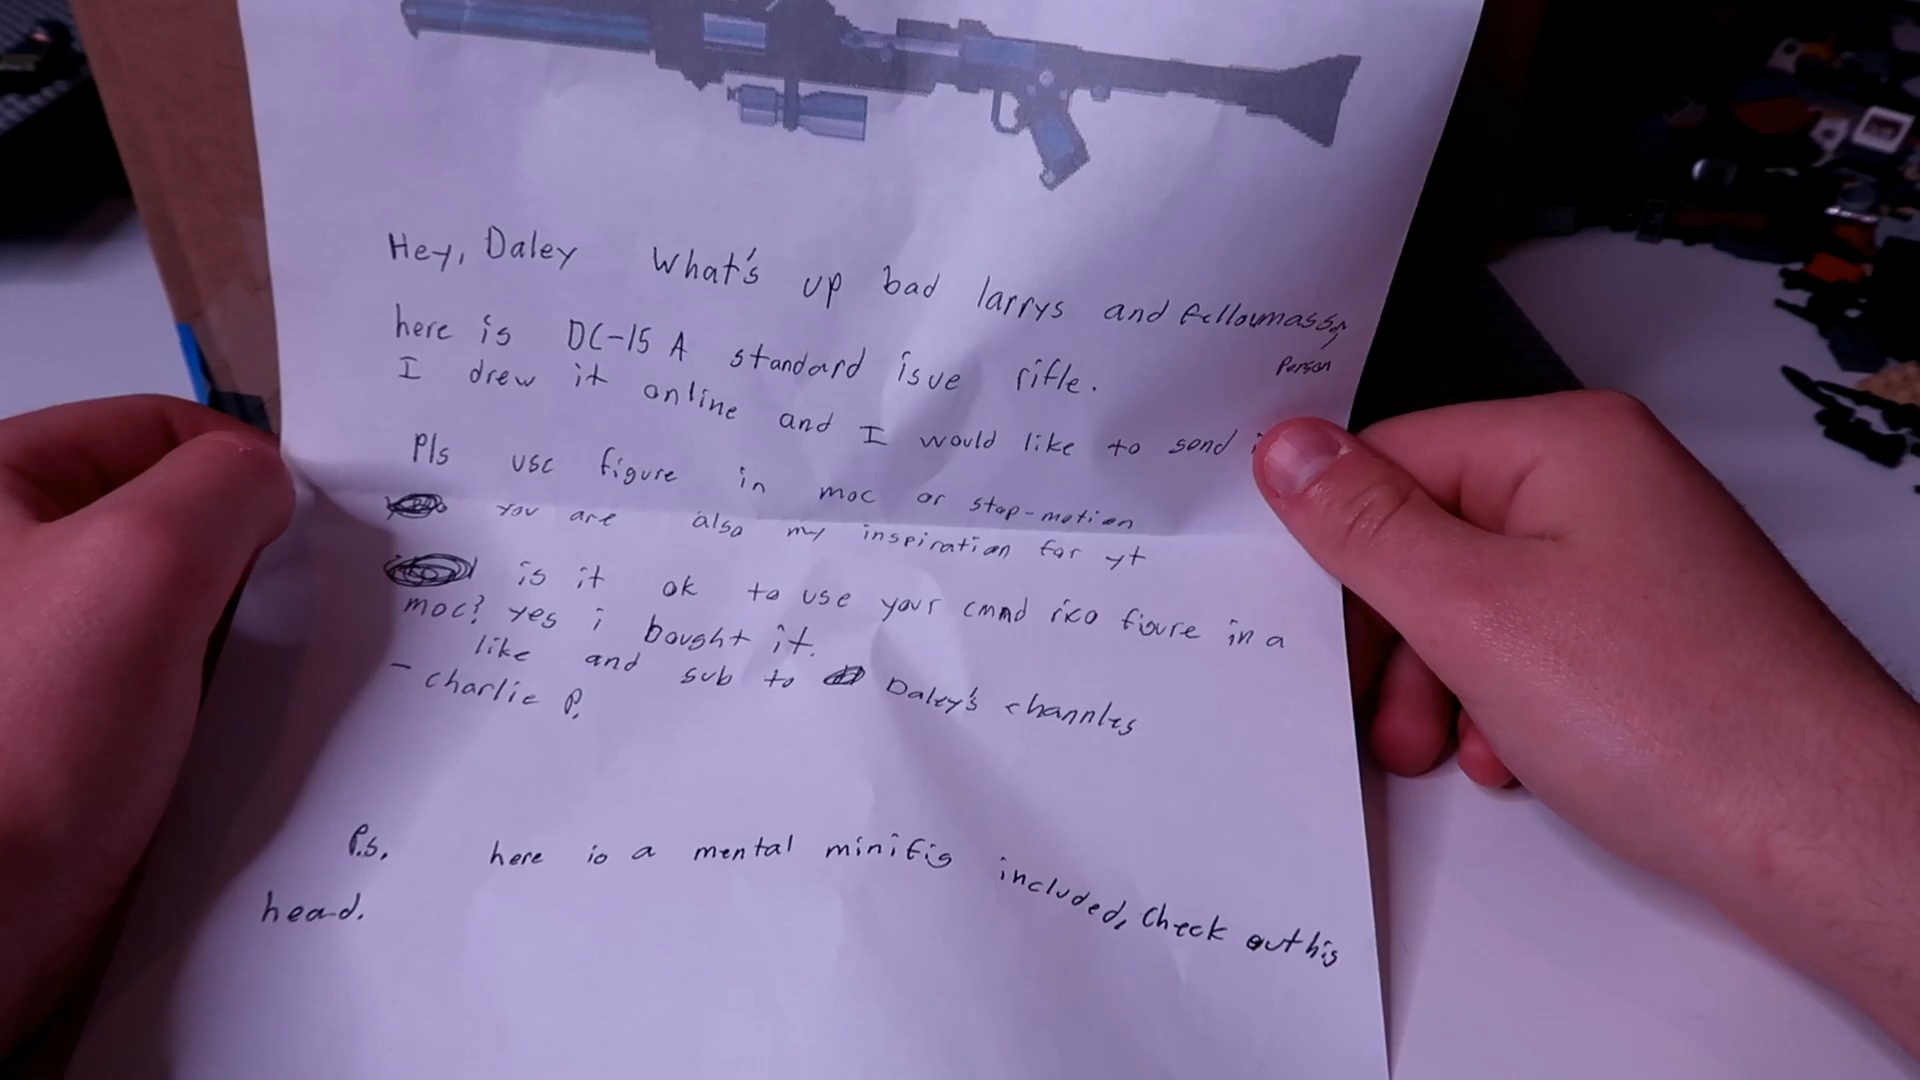 Hey, Daley What's up bad larrys and
person
here is DC-15 A standard isue rifle.
I drew it online and I would like to send
Pls use figure in moc or stop-motion
you are also my inspiration for yt
is it ok to use your cmnd rico figure in a
moc? yes i bought it.
like and sub to Daley's channles
- charlie P.
P.s. here is a mental minifig included, Check out his
head.